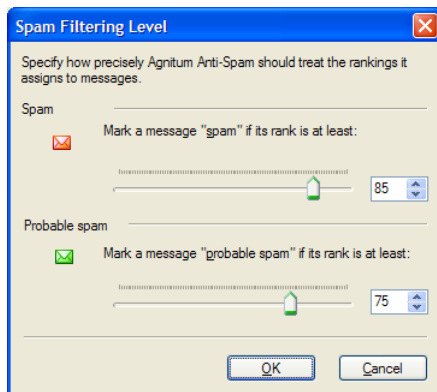 Spam Filtering Level
Specify how precisely Agnitum Anti-Spam should treat the rankings it
assigns to messages.
Spam
Mark a message "spam" if its rank is at least:
85
Probable spam
Mark a message "probable spam" if its rank is at least:
75
OK Cancel